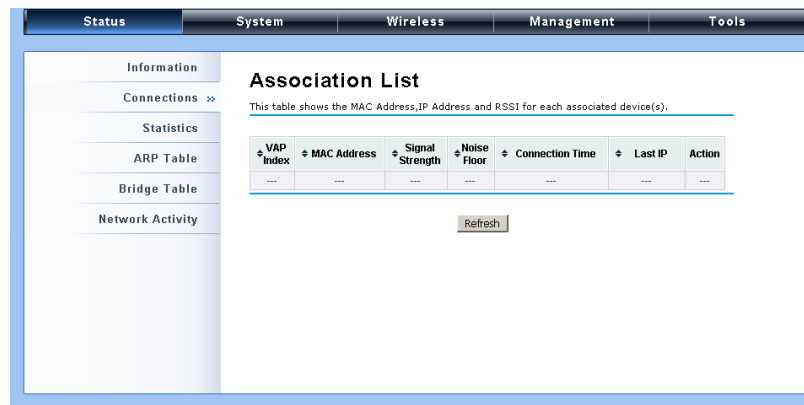 Status System Wireless Management Tools
Information
Connections »
Statistics
ARP Table
Bridge Table
Network Activity
Association List
This table shows the MAC Address,IP Address and RSSI for each associated device(s).
VAP Index MAC Address Signal Strength Noise Floor Connection Time Last IP Action
--- --- --- --- --- --- ---
Refresh